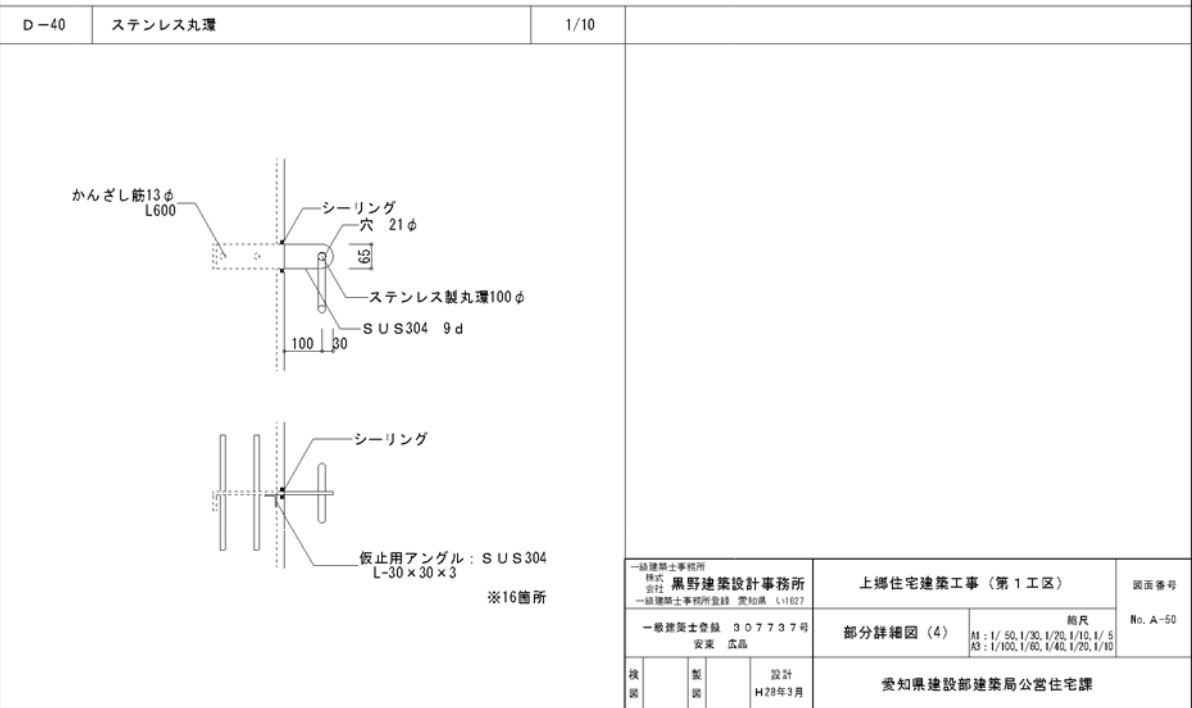 D-40 ステンレス丸環 1/10
かんざし筋13φ
L600
シーリング
穴 21φ
65
ステンレス製丸環100φ
SUS304 9d
100 30
シーリング
仮止用アングル：SUS304
L-30×30×3
※16箇所
一級建築士事務所
株式会社 黒野建築設計事務所
一級建築士事務所登録 愛知県 い1627
一級建築士登録 307737号
安東 広晶
検図
製図
設計
H28年3月
上郷住宅建築工事（第１工区）
図面番号
部分詳細図（4）
縮尺
A1：1/ 50,1/30,1/20,1/10,1/ 5
A3：1/100,1/60,1/40,1/20,1/10
No. A-50
愛知県建設部建築局公営住宅課